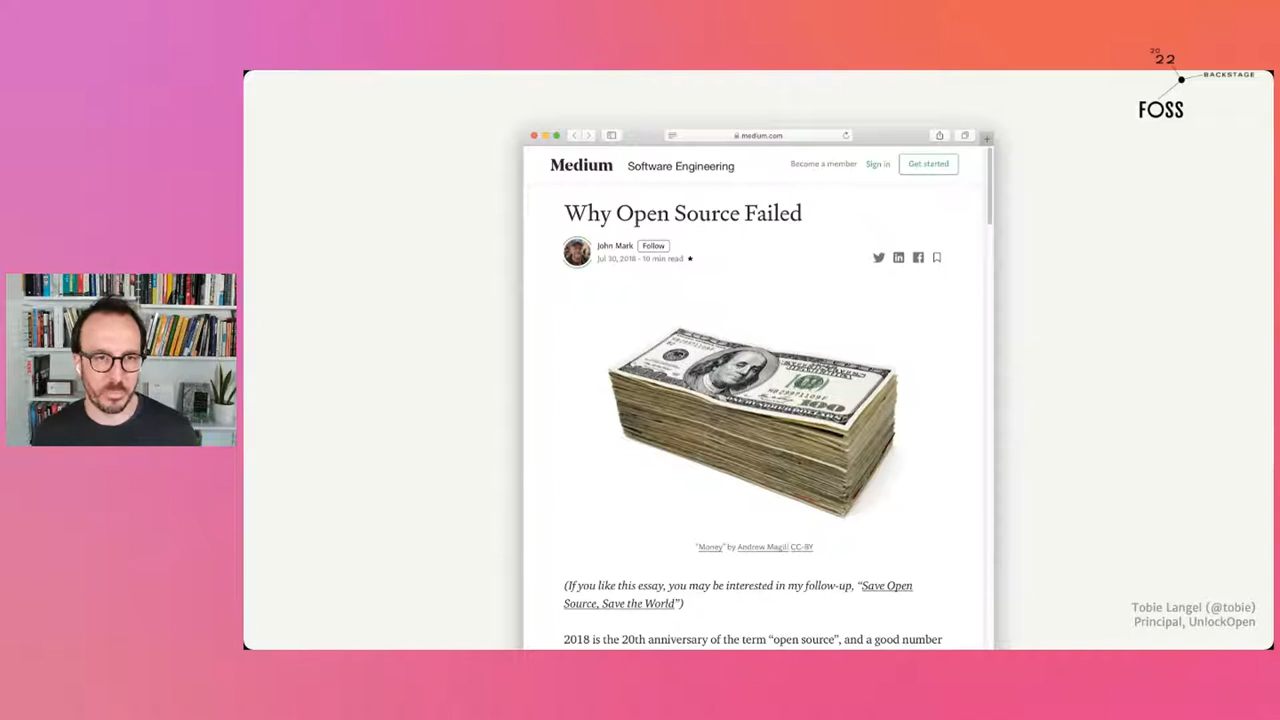 20
22
BACKSTAGE
FOSS
medium.com
Medium Software Engineering Become a member Sign in Get started
Why Open Source Failed
John Mark Follow
Jul 30, 2018 · 10 min read ★
100
"Money" by Andrew Magill CC-BY
(If you like this essay, you may be interested in my follow-up, “Save Open
Source, Save the World”)
2018 is the 20th anniversary of the term “open source”, and a good number
Tobie Langel (@tobie)
Principal, UnlockOpen